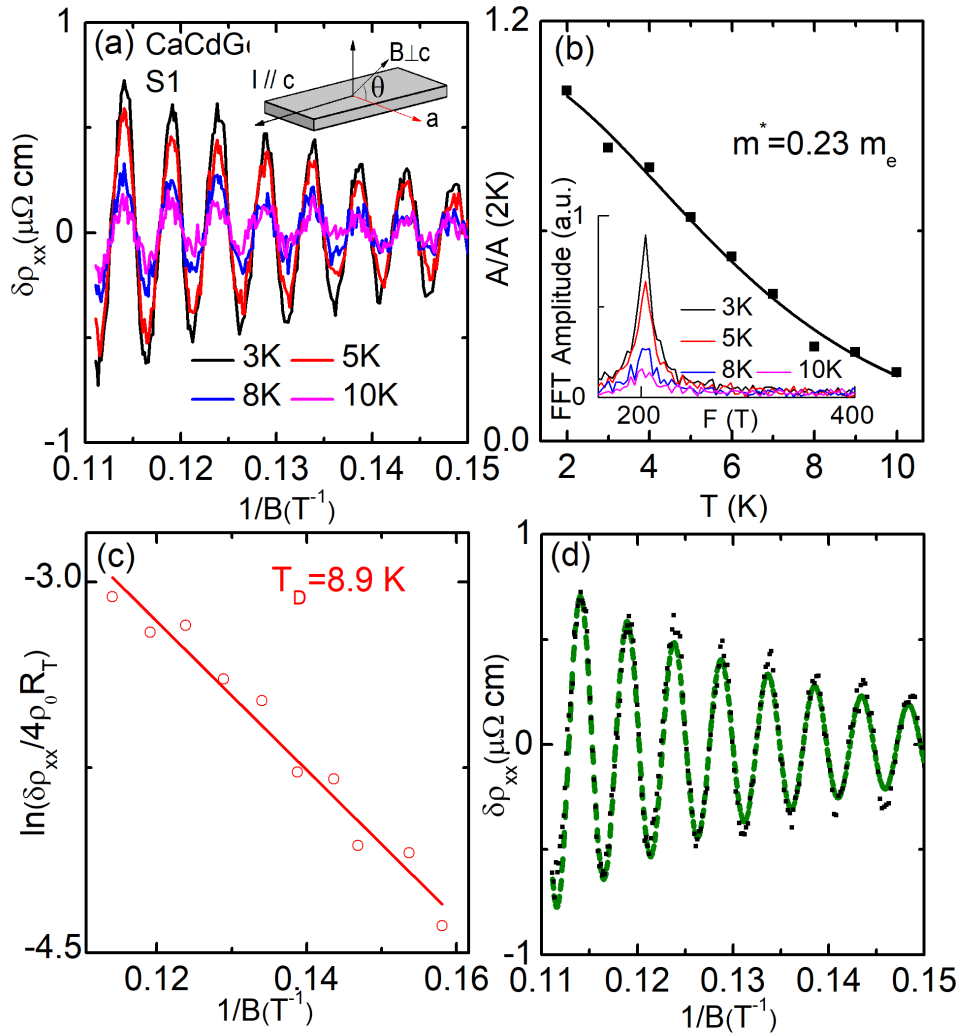 (a) CaCdGe
S1
I // c
B⊥c
θ
a
1
0
-1
δρxx(μΩ cm)
3K 5K
8K 10K
0.11 0.12 0.13 0.14 0.15
1/B(T⁻¹)
(b)
1.2
0.0
A/A (2K)
m*=0.23 me
1
0
FFT Amplitude (a.u.)
3K
5K
8K 10K
200 400
F (T)
2 4 6 8 10
T (K)
(c)
TD=8.9 K
-3.0
-4.5
ln(δρxx/4ρ0RT)
0.12 0.14 0.16
1/B(T⁻¹)
(d)
1
0
-1
δρxx(μΩ cm)
0.11 0.12 0.13 0.14 0.15
1/B(T⁻¹)